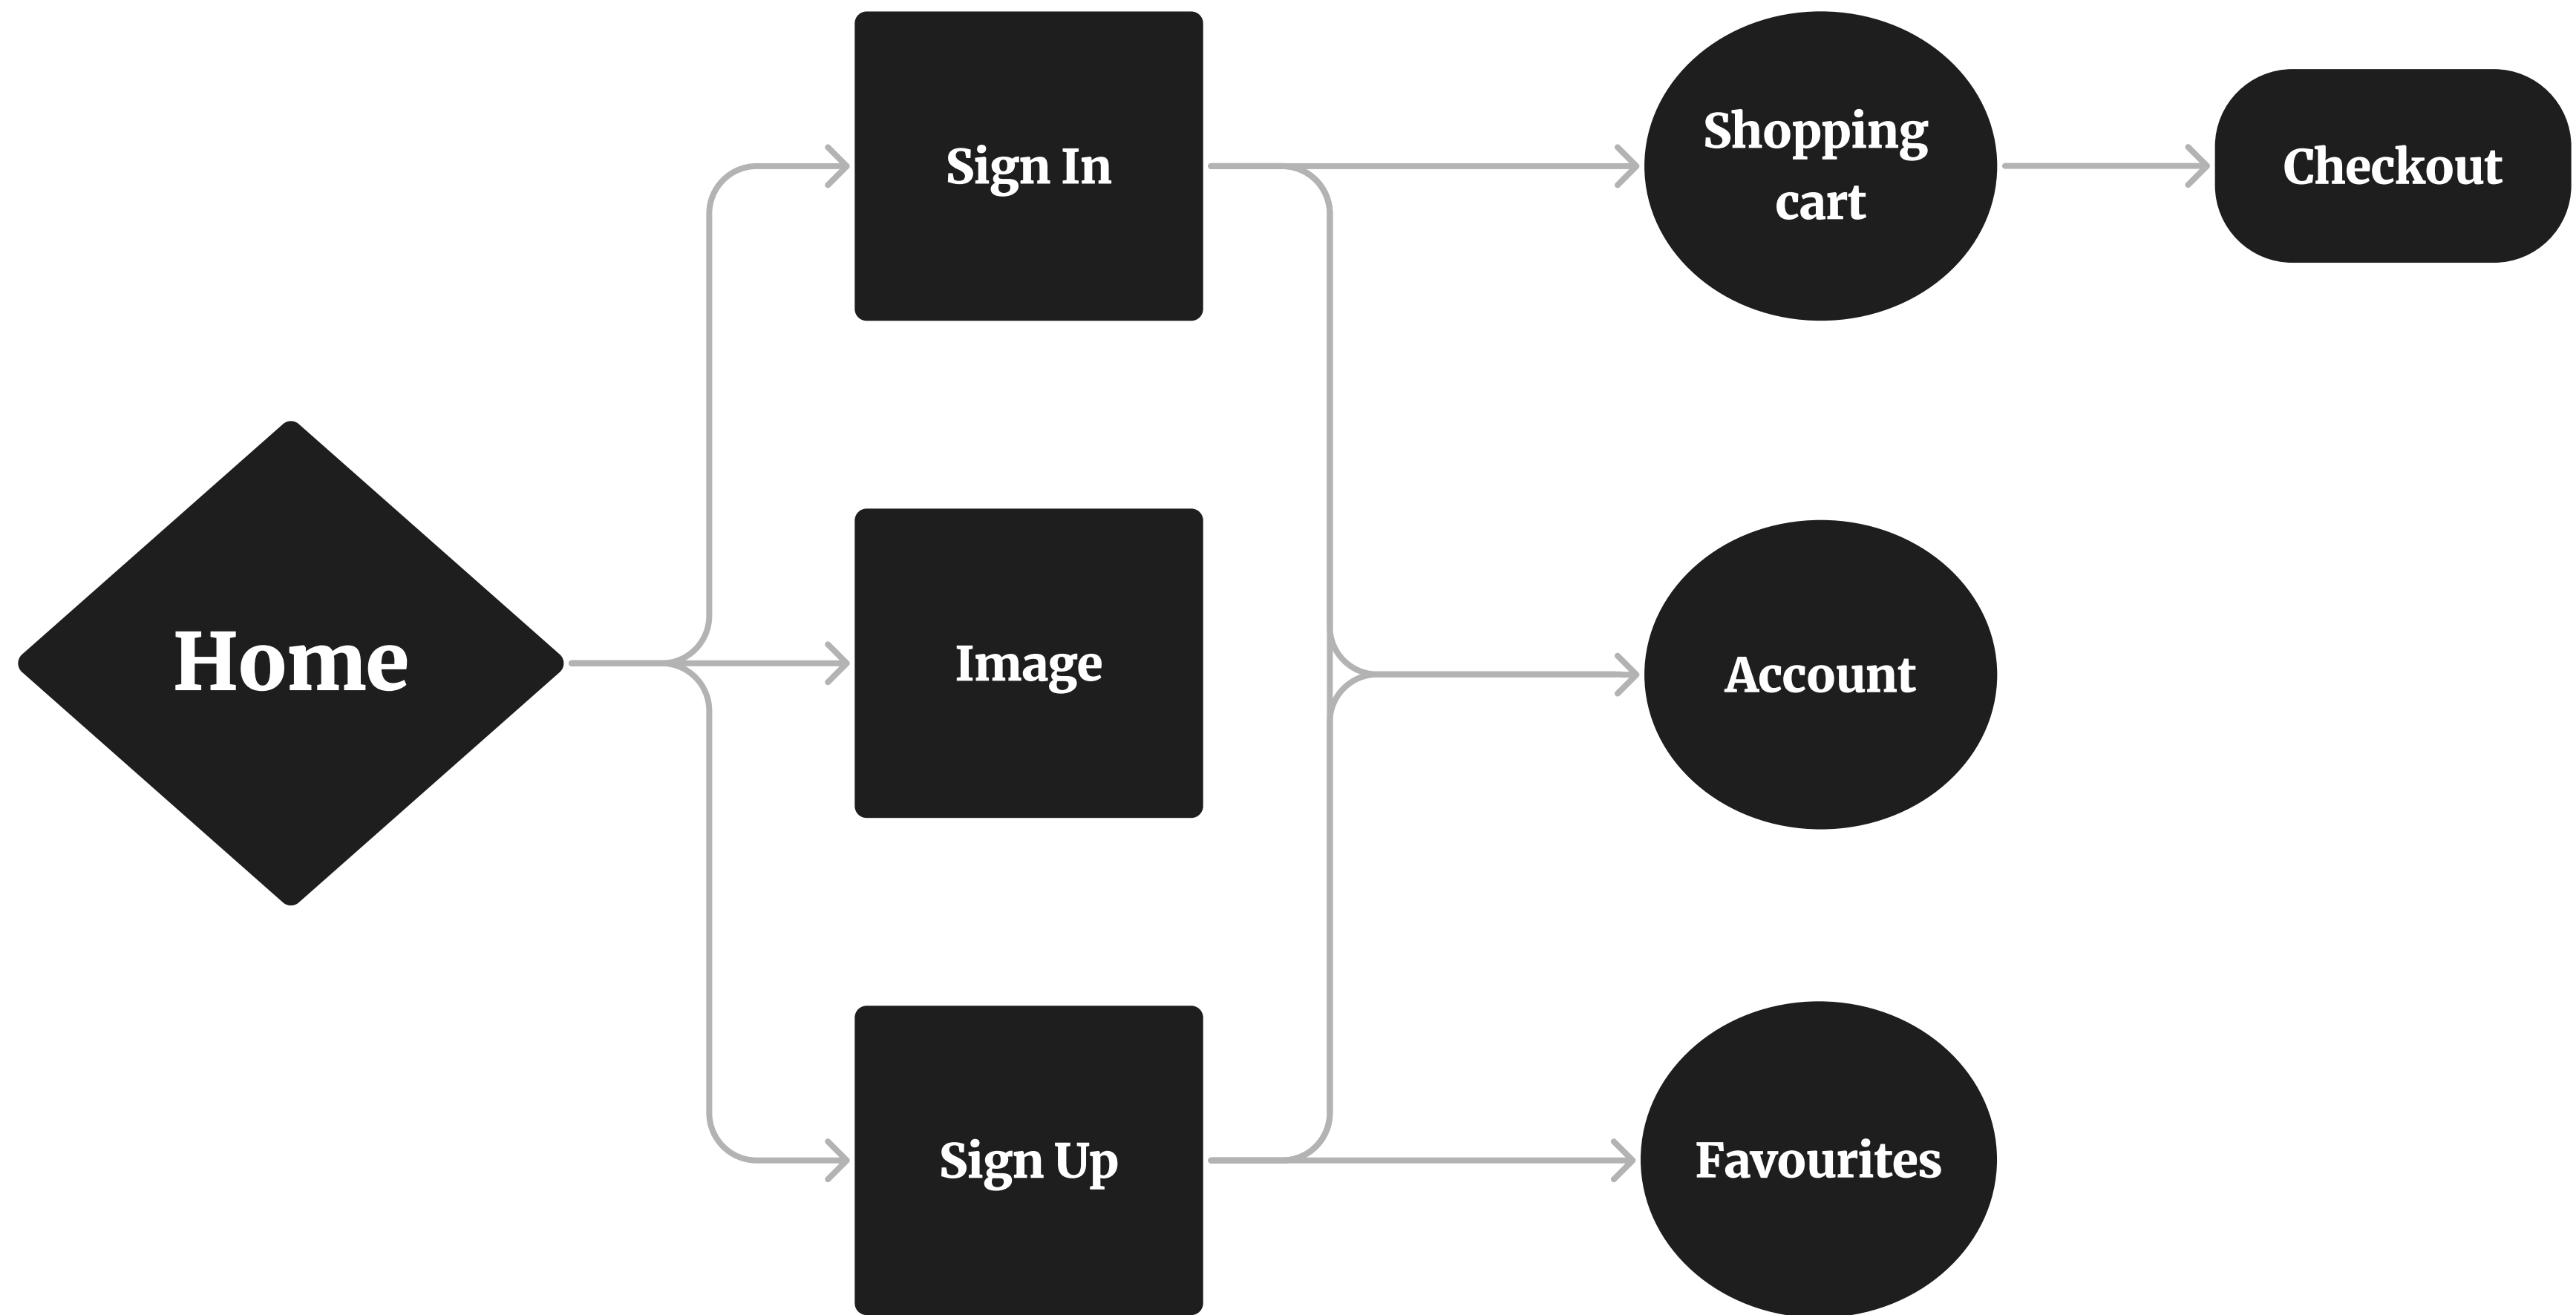 Sign In
Shopping
cart
Checkout
Home
Image
Account
Sign Up
Favourites